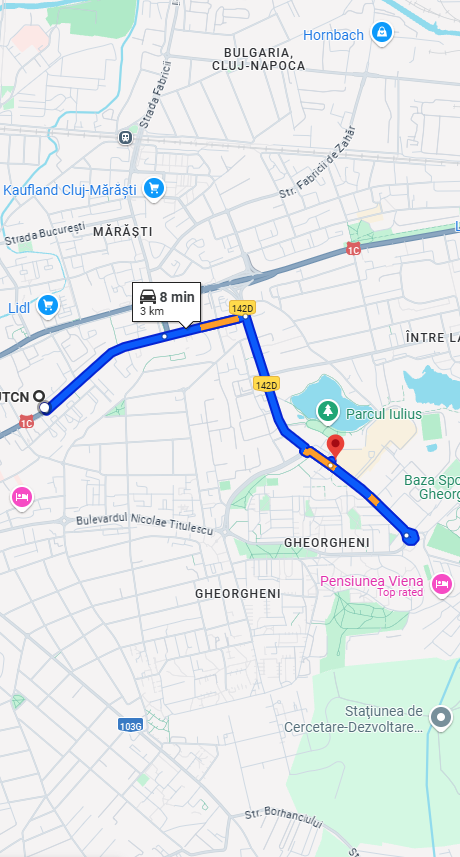 Hornbach
BULGARIA,
CLUJ-NAPOCA
Strada Fabricii
Str. Fabricii de Zahăr
Kaufland Cluj-Mărăști
Strada București
MĂRĂȘTI
1C
8 min
3 km
Lidl
142D
ÎNTRE LA
142D
UTCN
1C
Parcul Iulius
Baza Spo
Gheorg
Bulevardul Nicolae Titulescu
GHEORGHENI
Pensiunea Viena
Top rated
GHEORGHENI
Stațiunea de
Cercetare-Dezvoltare...
103G
Str. Borhanciului
St